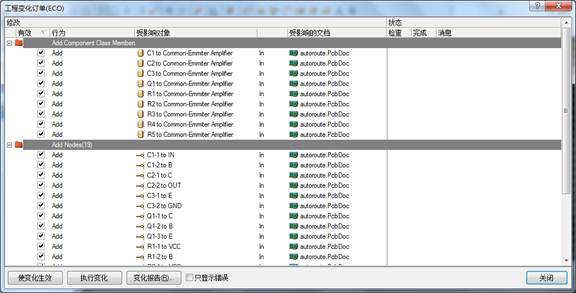 工程变化订单(ECO)
修改 状态
有效 行为 受影响对象 受影响的文档 检查 完成 消息
Add Component Class Members
Add C1 to Common-Emmiter Amplifier In autoroute.PcbDoc
Add C2 to Common-Emmiter Amplifier In autoroute.PcbDoc
Add C3 to Common-Emmiter Amplifier In autoroute.PcbDoc
Add Q1 to Common-Emmiter Amplifier In autoroute.PcbDoc
Add R1 to Common-Emmiter Amplifier In autoroute.PcbDoc
Add R2 to Common-Emmiter Amplifier In autoroute.PcbDoc
Add R3 to Common-Emmiter Amplifier In autoroute.PcbDoc
Add R4 to Common-Emmiter Amplifier In autoroute.PcbDoc
Add R5 to Common-Emmiter Amplifier In autoroute.PcbDoc
Add Nodes(19)
Add C1-1 to IN In autoroute.PcbDoc
Add C1-2 to B In autoroute.PcbDoc
Add C2-1 to C In autoroute.PcbDoc
Add C2-2 to OUT In autoroute.PcbDoc
Add C3-1 to E In autoroute.PcbDoc
Add C3-2 to GND In autoroute.PcbDoc
Add Q1-1 to C In autoroute.PcbDoc
Add Q1-2 to B In autoroute.PcbDoc
Add Q1-3 to E In autoroute.PcbDoc
Add R1-1 to VCC In autoroute.PcbDoc
Add R1-2 to B In autoroute.PcbDoc
使变化生效 执行变化 变化报告(R)... 只显示错误 关闭